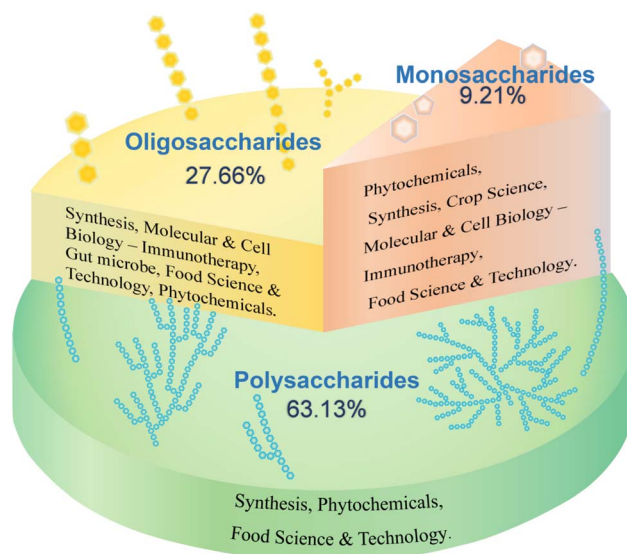 Monosaccharides
9.21%
Oligosaccharides
27.66%
Phytochemicals,
Synthesis, Crop Science,
Molecular & Cell Biology –
Immunotherapy,
Food Science & Technology.
Synthesis, Molecular & Cell
Biology – Immunotherapy,
Gut microbe, Food Science &
Technology, Phytochemicals.
Polysaccharides
63.13%
Synthesis, Phytochemicals,
Food Science & Technology.